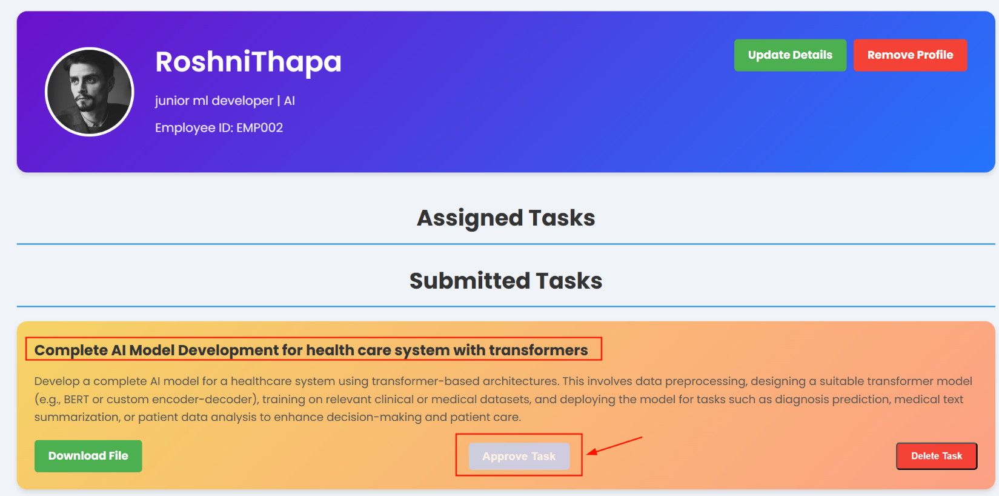 RoshniThapa
Update Details
Remove Profile
junior ml developer | AI
Employee ID: EMP002
Assigned Tasks
Submitted Tasks
Complete AI Model Development for health care system with transformers
Develop a complete AI model for a healthcare system using transformer-based architectures. This involves data preprocessing, designing a suitable transformer model
(e.g., BERT or custom encoder-decoder), training on relevant clinical or medical datasets, and deploying the model for tasks such as diagnosis prediction, medical text
summarization, or patient data analysis to enhance decision-making and patient care.
Download File
Approve Task
Delete Task